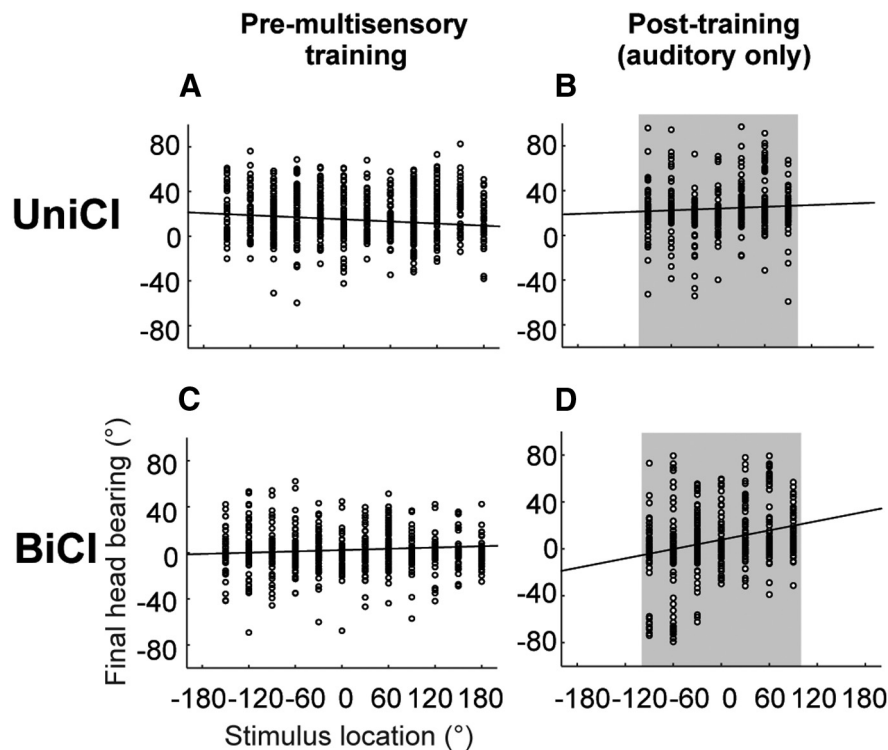 Pre-multisensory
training
Post-training
(auditory only)
A
B
UniCI
80
40
0
-40
-80
80
40
0
-40
-80
C
D
BiCI
Final head bearing (°)
80
40
0
-40
-80
80
40
0
-40
-80
-180 -120 -60 0 60 120 180
-180 -120 -60 0 60 120 180
Stimulus location (°)